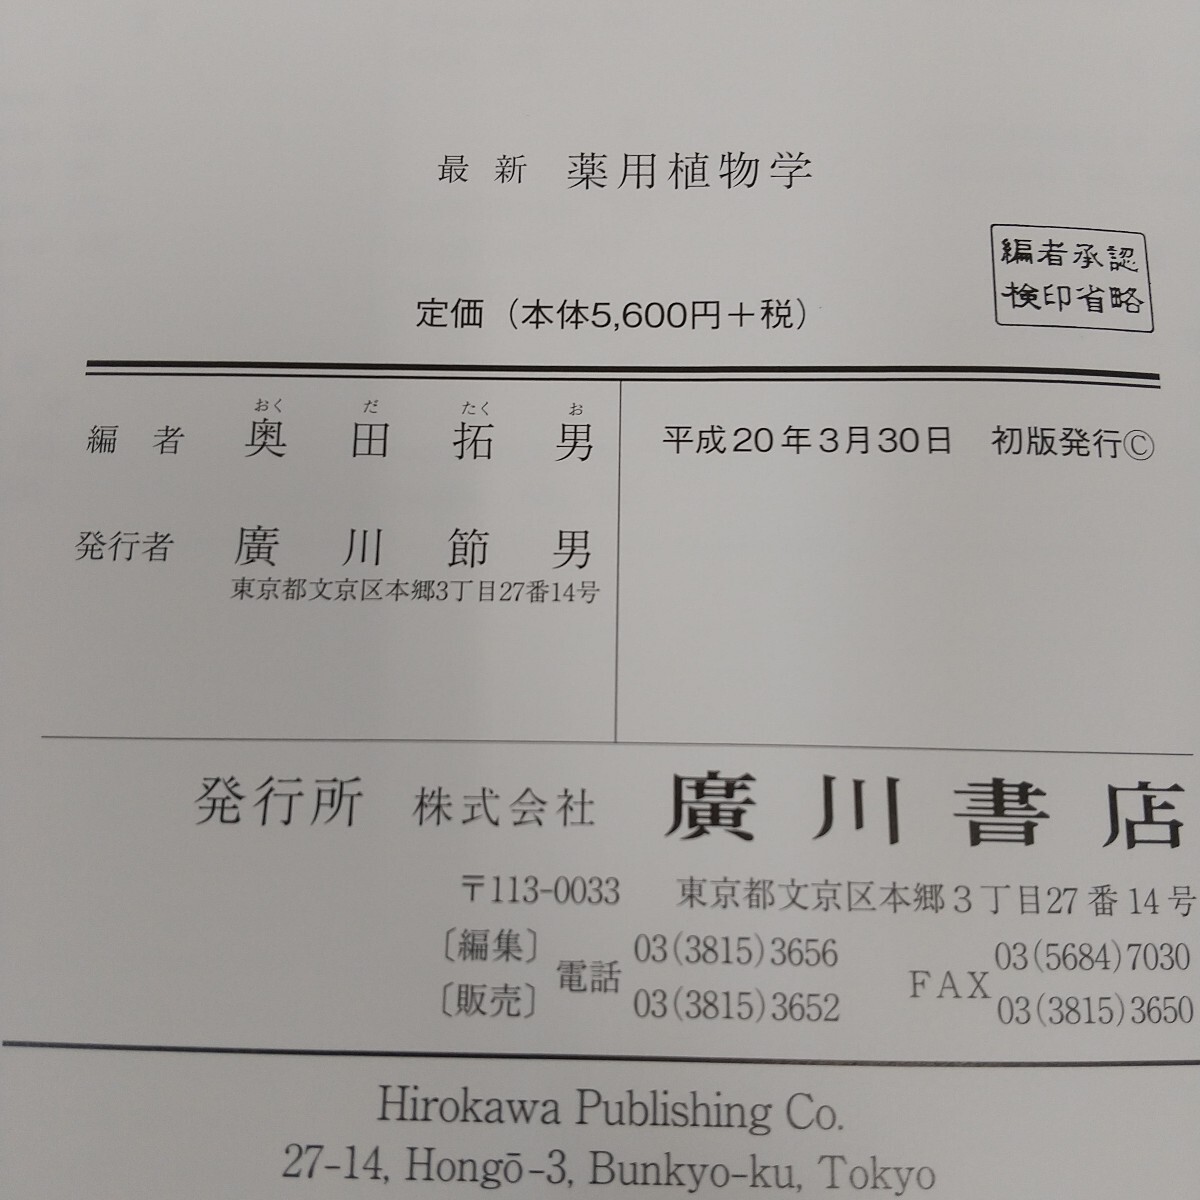 最新 薬用植物学
編者承認
検印省略
定価（本体5,600円＋税）
おく だ たく お
編者 奥田拓男
平成20年3月30日 初版発行Ⓒ
発行者 廣川節男
東京都文京区本郷3丁目27番14号
発行所 株式会社 廣川書店
〒113-0033 東京都文京区本郷3丁目27番14号
〔編集〕 電話 03(3815)3656 FAX 03(5684)7030
〔販売〕 03(3815)3652 03(3815)3650
Hirokawa Publishing Co.
27-14, Hongō-3, Bunkyo-ku, Tokyo